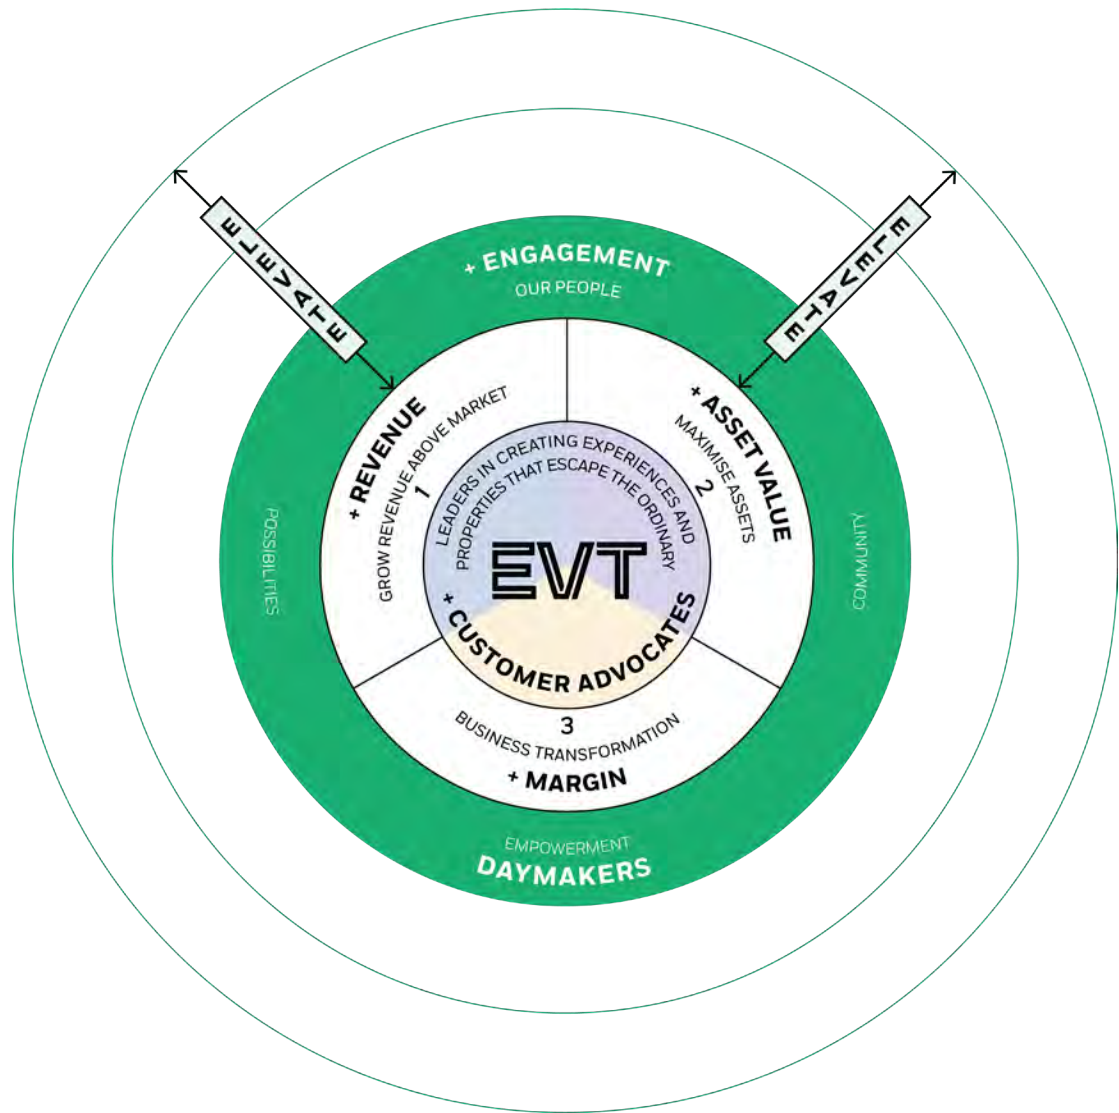 ELEVATE
ELEVATE
+ ENGAGEMENT
OUR PEOPLE
+ REVENUE
GROW REVENUE ABOVE MARKET
1
+ ASSET VALUE
MAXIMISE ASSETS
2
LEADERS IN CREATING EXPERIENCES AND
PROPERTIES THAT ESCAPE THE ORDINARY
EVT
+ CUSTOMER ADVOCATES
POSSIBILITIES
COMMUNITY
3
BUSINESS TRANSFORMATION
+ MARGIN
EMPOWERMENT
DAYMAKERS